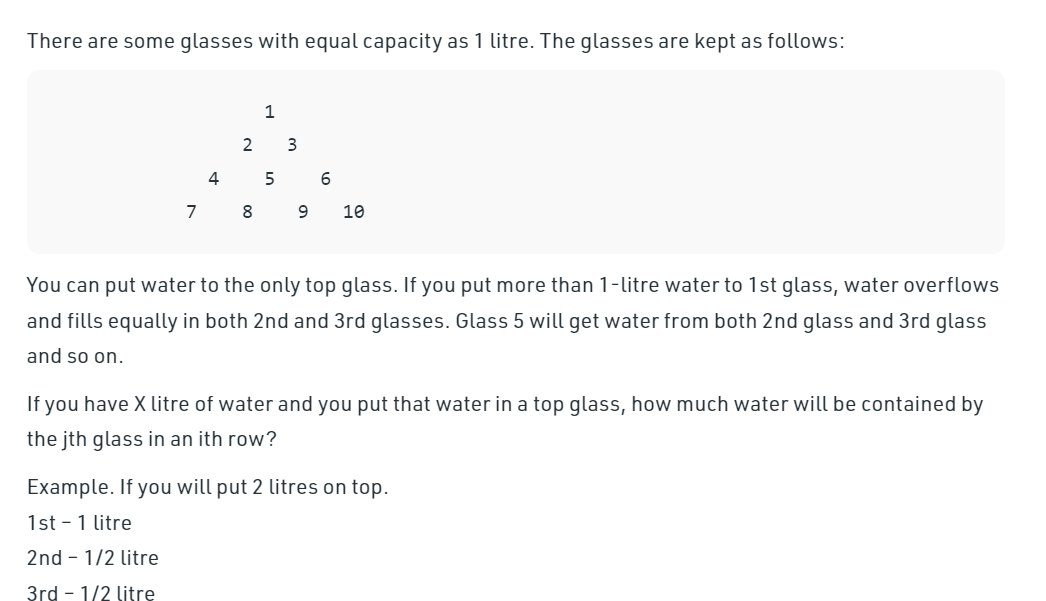 There are some glasses with equal capacity as 1 litre. The glasses are kept as follows:
1
2 3
4 5 6
7 8 9 10
You can put water to the only top glass. If you put more than 1-litre water to 1st glass, water overflows
and fills equally in both 2nd and 3rd glasses. Glass 5 will get water from both 2nd glass and 3rd glass
and so on.
If you have X litre of water and you put that water in a top glass, how much water will be contained by
the jth glass in an ith row?
Example. If you will put 2 litres on top.
1st – 1 litre
2nd – 1/2 litre
3rd – 1/2 litre